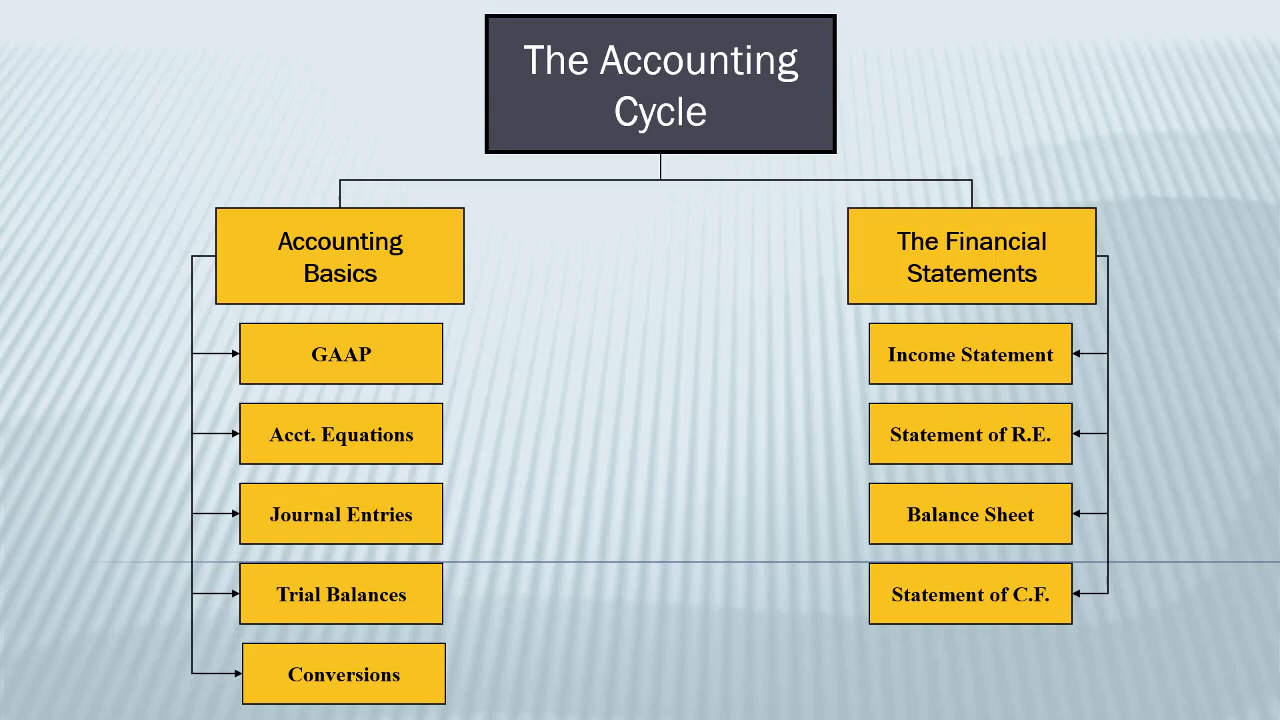 The Accounting
Cycle
Accounting
Basics
GAAP
Acct. Equations
Journal Entries
Trial Balances
Conversions
The Financial
Statements
Income Statement
Statement of R.E.
Balance Sheet
Statement of C.F.